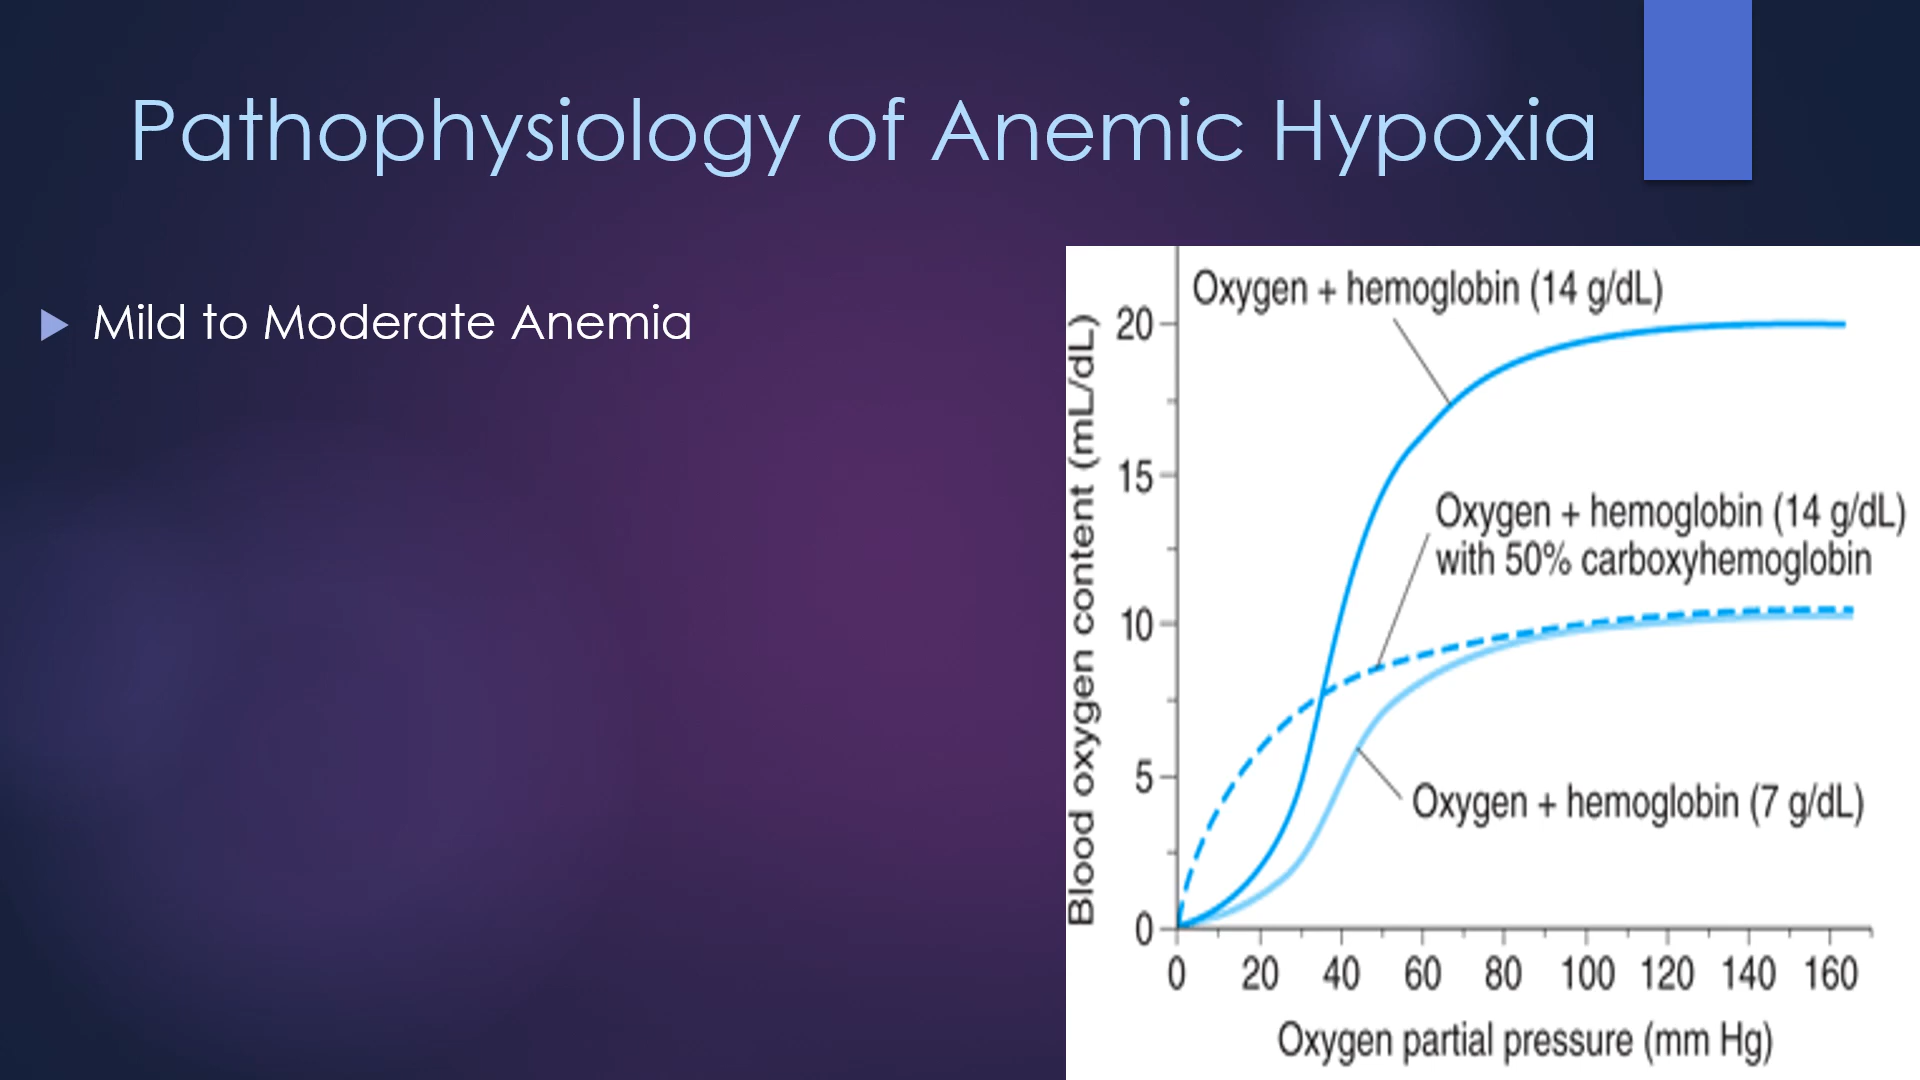 Pathophysiology of Anemic Hypoxia
Mild to Moderate Anemia
Oxygen + hemoglobin (14 g/dL)
Oxygen + hemoglobin (14 g/dL)
with 50% carboxyhemoglobin
Oxygen + hemoglobin (7 g/dL)
Blood oxygen content (mL/dL)
20
15
10
5
0
0 20 40 60 80 100 120 140 160
Oxygen partial pressure (mm Hg)